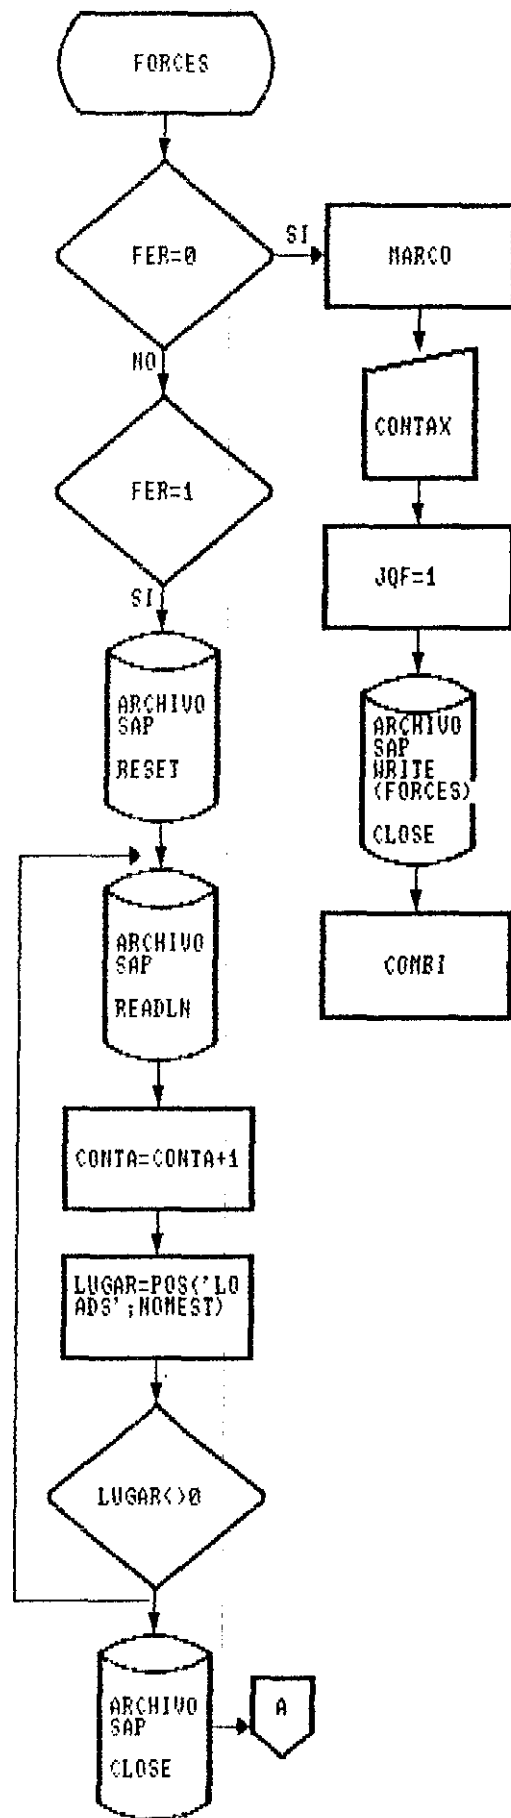 FORCES
FER=0
SI
MARCO
NO
CONTAX
FER=1
JQF=1
SI
ARCHIVO
SAP
RESET
ARCHIVO
SAP
WRITE
(FORCES)
CLOSE
ARCHIVO
SAP
READLN
COMBI
CONTA=CONTA+1
LUGAR=POS('LO
ADS';NOMEST)
LUGAR<>0
ARCHIVO
SAP
CLOSE
A